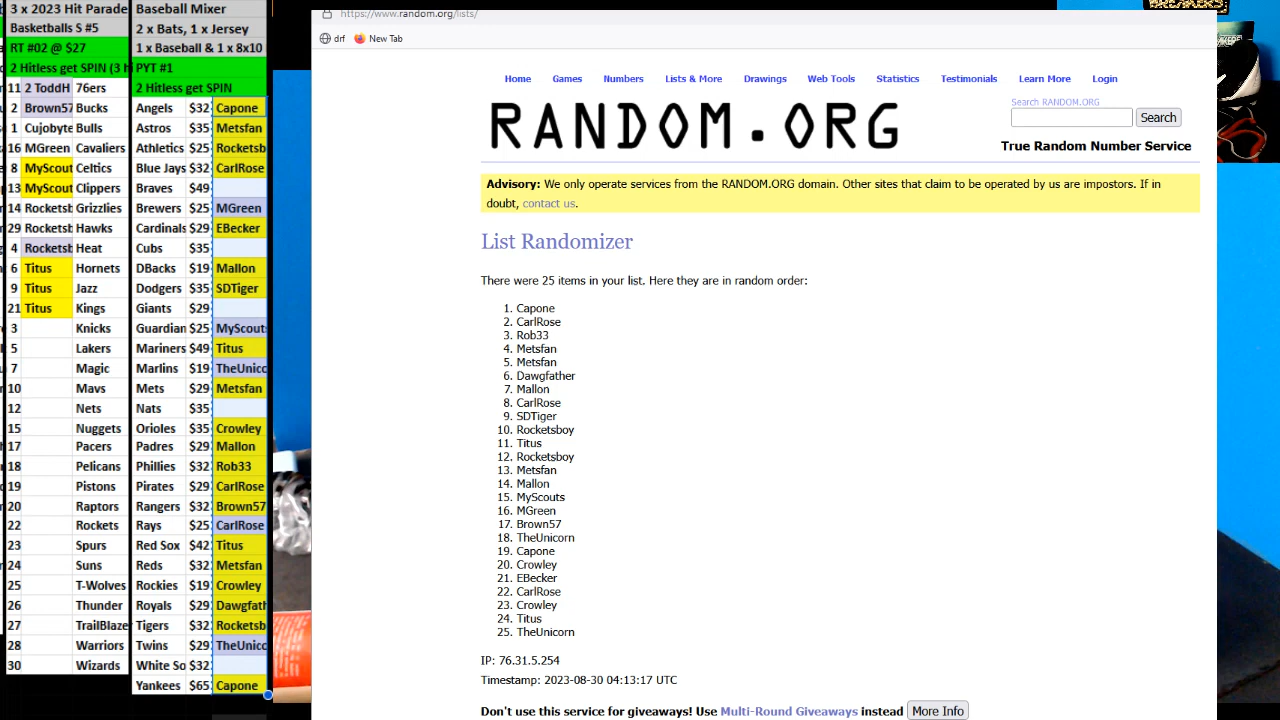 3 x 2023 Hit Parade
Basketballs S #5
RT #02 @ $27
2 Hitless get SPIN (3 h
11 2 ToddH 76ers
2 Brown57 Bucks
1 Cujobyte Bulls
16 MGreen Cavaliers
8 MyScout Celtics
13 MyScout Clippers
14 Rocketsb Grizzlies
29 Rocketsb Hawks
4 Rocketsb Heat
6 Titus Hornets
9 Titus Jazz
21 Titus Kings
3 Knicks
5 Lakers
7 Magic
10 Mavs
12 Nets
15 Nuggets
17 Pacers
18 Pelicans
19 Pistons
20 Raptors
22 Rockets
23 Spurs
24 Suns
25 T-Wolves
26 Thunder
27 TrailBlaze
28 Warriors
30 Wizards
Baseball Mixer
2 x Bats, 1 x Jersey
1 x Baseball & 1 x 8x10
PYT #1
2 Hitless get SPIN
Angels $32 Capone
Astros $35 Metsfan
Athletics $25 Rocketsb
Blue Jays $32 CarlRose
Braves $49
Brewers $25 MGreen
Cardinals $29 EBecker
Cubs $35
DBacks $19 Mallon
Dodgers $35 SDTiger
Giants $29
Guardian $25 MyScouts
Mariners $49 Titus
Marlins $19 TheUnico
Mets $29 Metsfan
Nats $35
Orioles $35 Crowley
Padres $29 Mallon
Phillies $32 Rob33
Pirates $29 CarlRose
Rangers $32 Brown57
Rays $25 CarlRose
Red Sox $42 Titus
Reds $32 Metsfan
Rockies $19 Crowley
Royals $29 Dawgfath
Tigers $32 Rocketsb
Twins $29 TheUnico
White So $32
Yankees $65 Capone
https://www.random.org/lists/
drf New Tab
Home Games Numbers Lists & More Drawings Web Tools Statistics Testimonials Learn More Login
RANDOM.ORG
Search RANDOM.ORG
Search
True Random Number Service
Advisory: We only operate services from the RANDOM.ORG domain. Other sites that claim to be operated by us are impostors. If in
doubt, contact us.
List Randomizer
There were 25 items in your list. Here they are in random order:
1. Capone
2. CarlRose
3. Rob33
4. Metsfan
5. Metsfan
6. Dawgfather
7. Mallon
8. CarlRose
9. SDTiger
10. Rocketsboy
11. Titus
12. Rocketsboy
13. Metsfan
14. Mallon
15. MyScouts
16. MGreen
17. Brown57
18. TheUnicorn
19. Capone
20. Crowley
21. EBecker
22. CarlRose
23. Crowley
24. Titus
25. TheUnicorn
IP: 76.31.5.254
Timestamp: 2023-08-30 04:13:17 UTC
Don't use this service for giveaways! Use Multi-Round Giveaways instead More Info